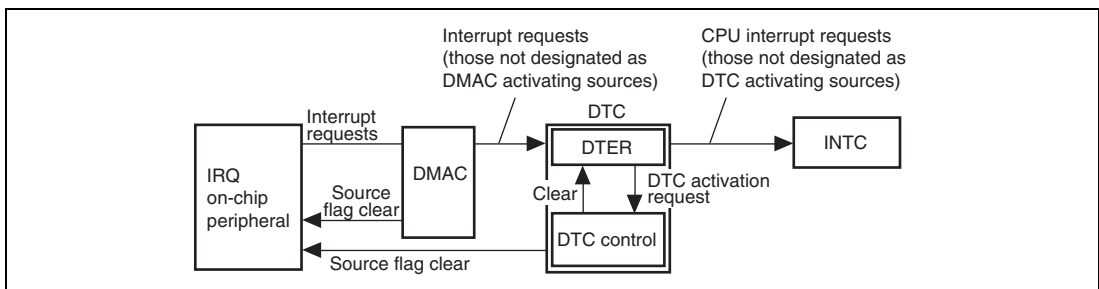 Interrupt requests
(those not designated as
DMAC activating sources)
CPU interrupt requests
(those not designated as
DTC activating sources)
Interrupt
requests
DTC
IRQ
on-chip
peripheral
DMAC
DTER
INTC
Source
flag clear
Clear
DTC activation
request
DTC control
Source flag clear